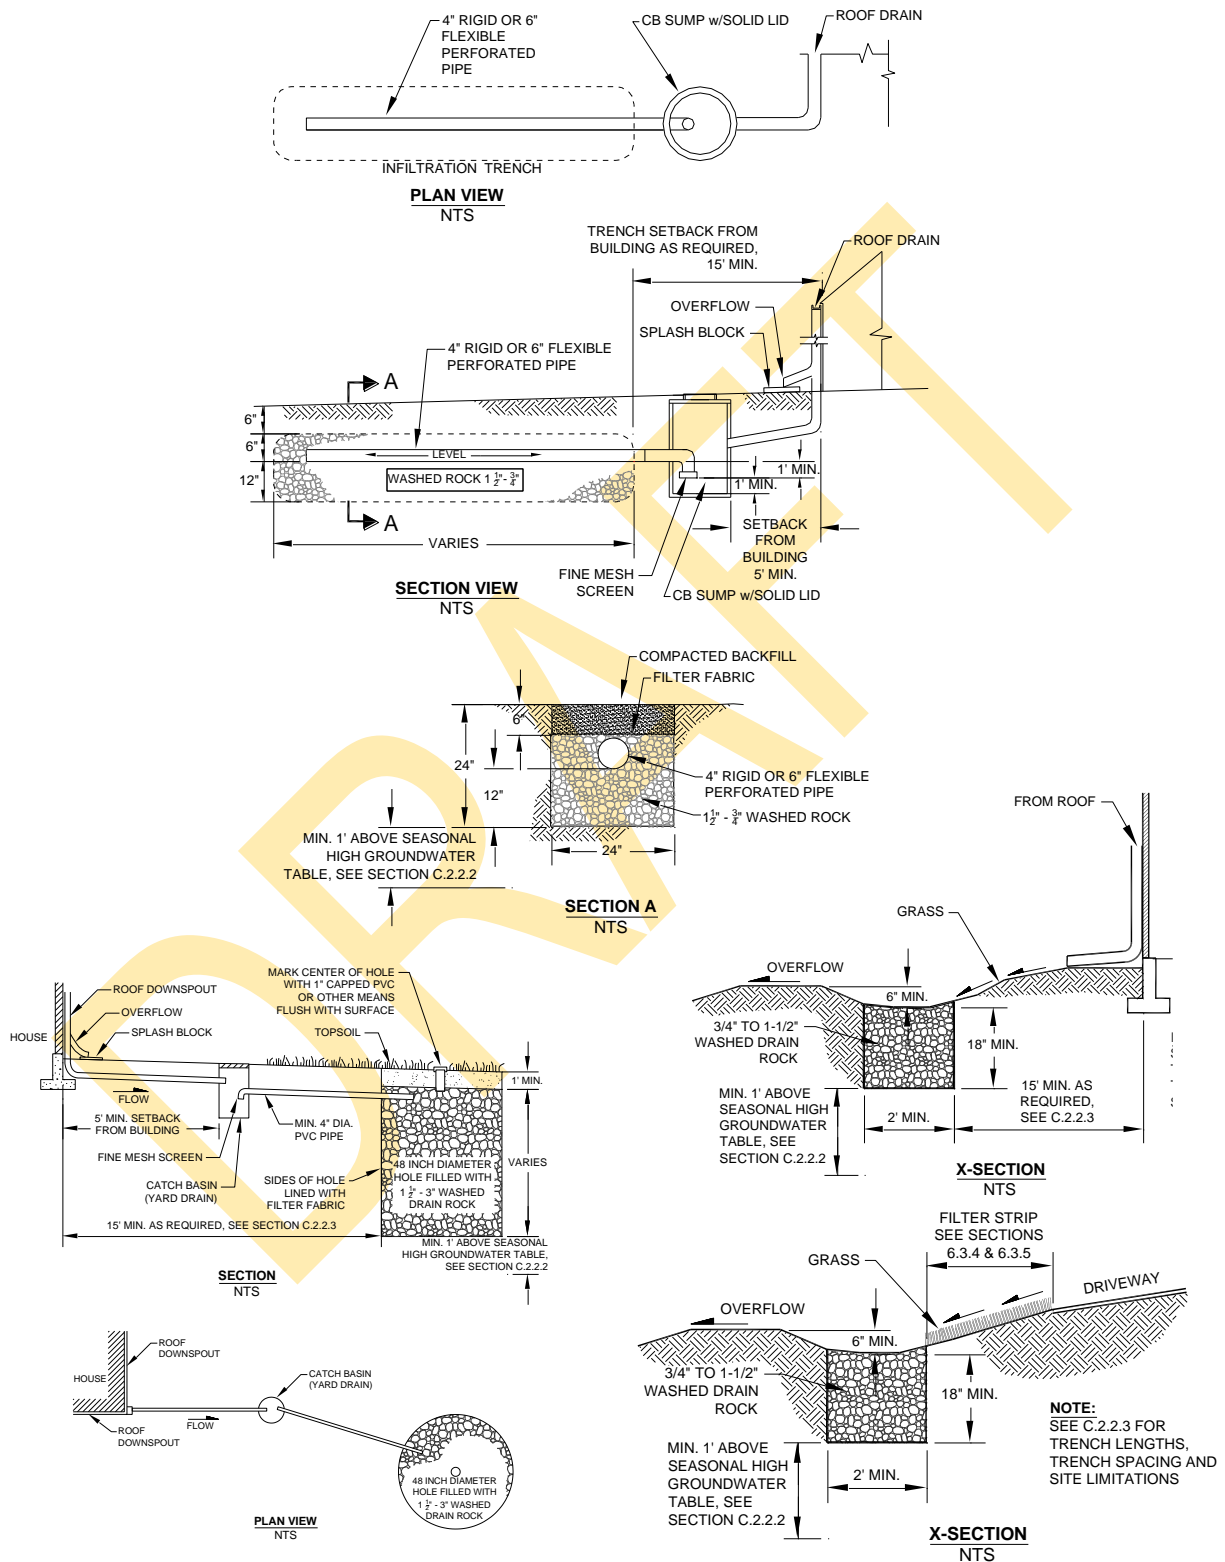 4" RIGID OR 6"
FLEXIBLE
PERFORATED
PIPE
CB SUMP w/SOLID LID
ROOF DRAIN
INFILTRATION TRENCH
PLAN VIEW
NTS
TRENCH SETBACK FROM
BUILDING AS REQUIRED,
15' MIN.
ROOF DRAIN
OVERFLOW
SPLASH BLOCK
4" RIGID OR 6" FLEXIBLE
PERFORATED PIPE
A
6"
6"
12"
LEVEL
WASHED ROCK 1 1/2" - 3/4"
1' MIN.
1' MIN.
A
VARIES
SETBACK
FROM
BUILDING
5' MIN.
FINE MESH
SCREEN
CB SUMP w/SOLID LID
SECTION VIEW
NTS
COMPACTED BACKFILL
FILTER FABRIC
6"
24"
12"
4" RIGID OR 6" FLEXIBLE
PERFORATED PIPE
1 1/2" - 3/4" WASHED ROCK
MIN. 1' ABOVE SEASONAL
HIGH GROUNDWATER
TABLE, SEE SECTION C.2.2.2
24"
SECTION A
NTS
FROM ROOF
GRASS
OVERFLOW
6" MIN.
3/4" TO 1-1/2"
WASHED DRAIN
ROCK
18" MIN.
MIN. 1' ABOVE
SEASONAL HIGH
GROUNDWATER
TABLE, SEE
SECTION C.2.2.2
2' MIN.
15' MIN. AS
REQUIRED,
SEE C.2.2.3
X-SECTION
NTS
MARK CENTER OF HOLE
WITH 1" CAPPED PVC
OR OTHER MEANS
FLUSH WITH SURFACE
ROOF DOWNSPOUT
OVERFLOW
SPLASH BLOCK
HOUSE
TOPSOIL
1' MIN.
FLOW
5' MIN. SETBACK
FROM BUILDING
MIN. 4" DIA.
PVC PIPE
FINE MESH SCREEN
CATCH BASIN
(YARD DRAIN)
SIDES OF HOLE
LINED WITH
FILTER FABRIC
48 INCH DIAMETER
HOLE FILLED WITH
1 1/2" - 3" WASHED
DRAIN ROCK
VARIES
15' MIN. AS REQUIRED, SEE SECTION C.2.2.3
MIN. 1' ABOVE SEASONAL
HIGH GROUNDWATER TABLE,
SEE SECTION C.2.2.2
SECTION
NTS
FILTER STRIP
SEE SECTIONS
6.3.4 & 6.3.5
GRASS
DRIVEWAY
OVERFLOW
6" MIN.
3/4" TO 1-1/2"
WASHED DRAIN
ROCK
18" MIN.
MIN. 1' ABOVE
SEASONAL HIGH
GROUNDWATER
TABLE, SEE
SECTION C.2.2.2
2' MIN.
NOTE:
SEE C.2.2.3 FOR
TRENCH LENGTHS,
TRENCH SPACING AND
SITE LIMITATIONS
X-SECTION
NTS
ROOF
DOWNSPOUT
HOUSE
CATCH BASIN
(YARD DRAIN)
FLOW
ROOF
DOWNSPOUT
48 INCH DIAMETER
HOLE FILLED WITH
1 1/2" - 3" WASHED
DRAIN ROCK
PLAN VIEW
NTS
DRAFT